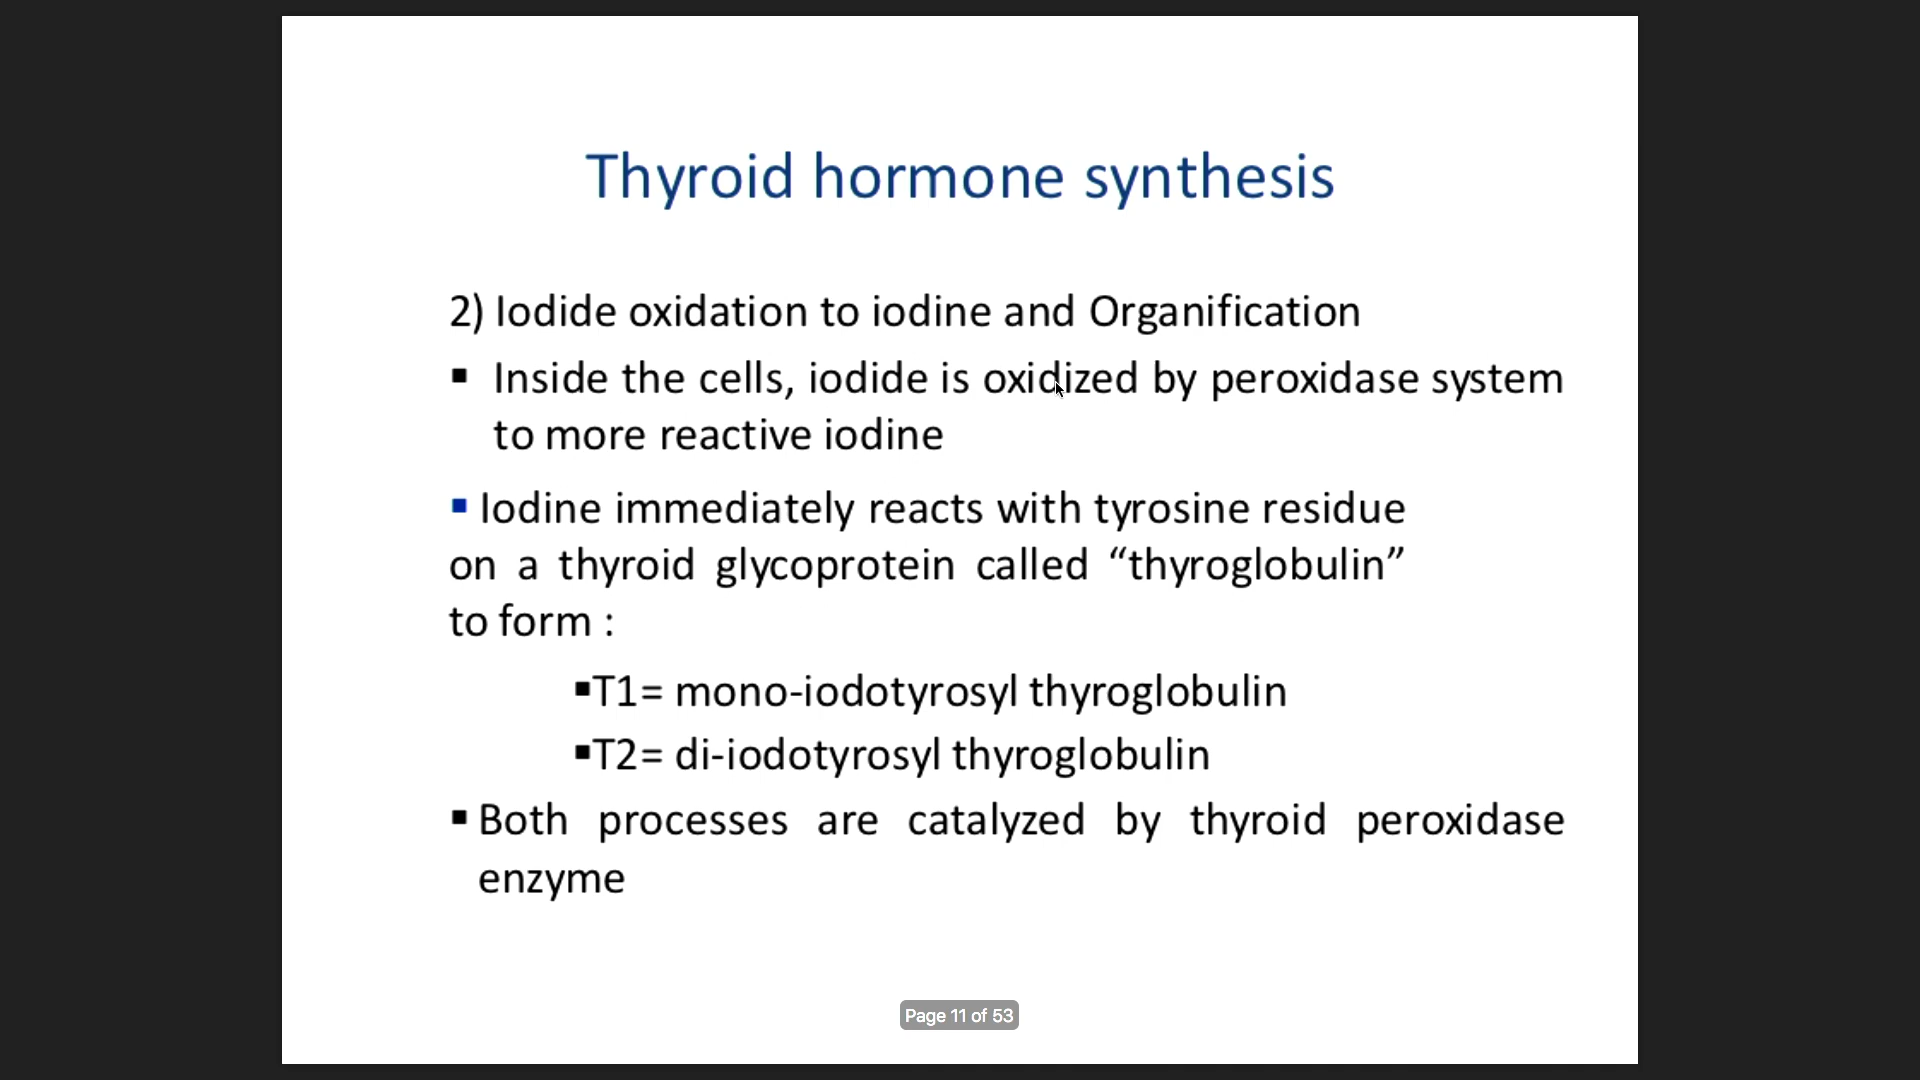 Thyroid hormone synthesis
2) Iodide oxidation to iodine and Organification
▪ Inside the cells, iodide is oxidized by peroxidase system
to more reactive iodine
▪ Iodine immediately reacts with tyrosine residue
on a thyroid glycoprotein called “thyroglobulin”
to form :
▪T1= mono-iodotyrosyl thyroglobulin
▪T2= di-iodotyrosyl thyroglobulin
▪ Both processes are catalyzed by thyroid peroxidase
enzyme
Page 11 of 53